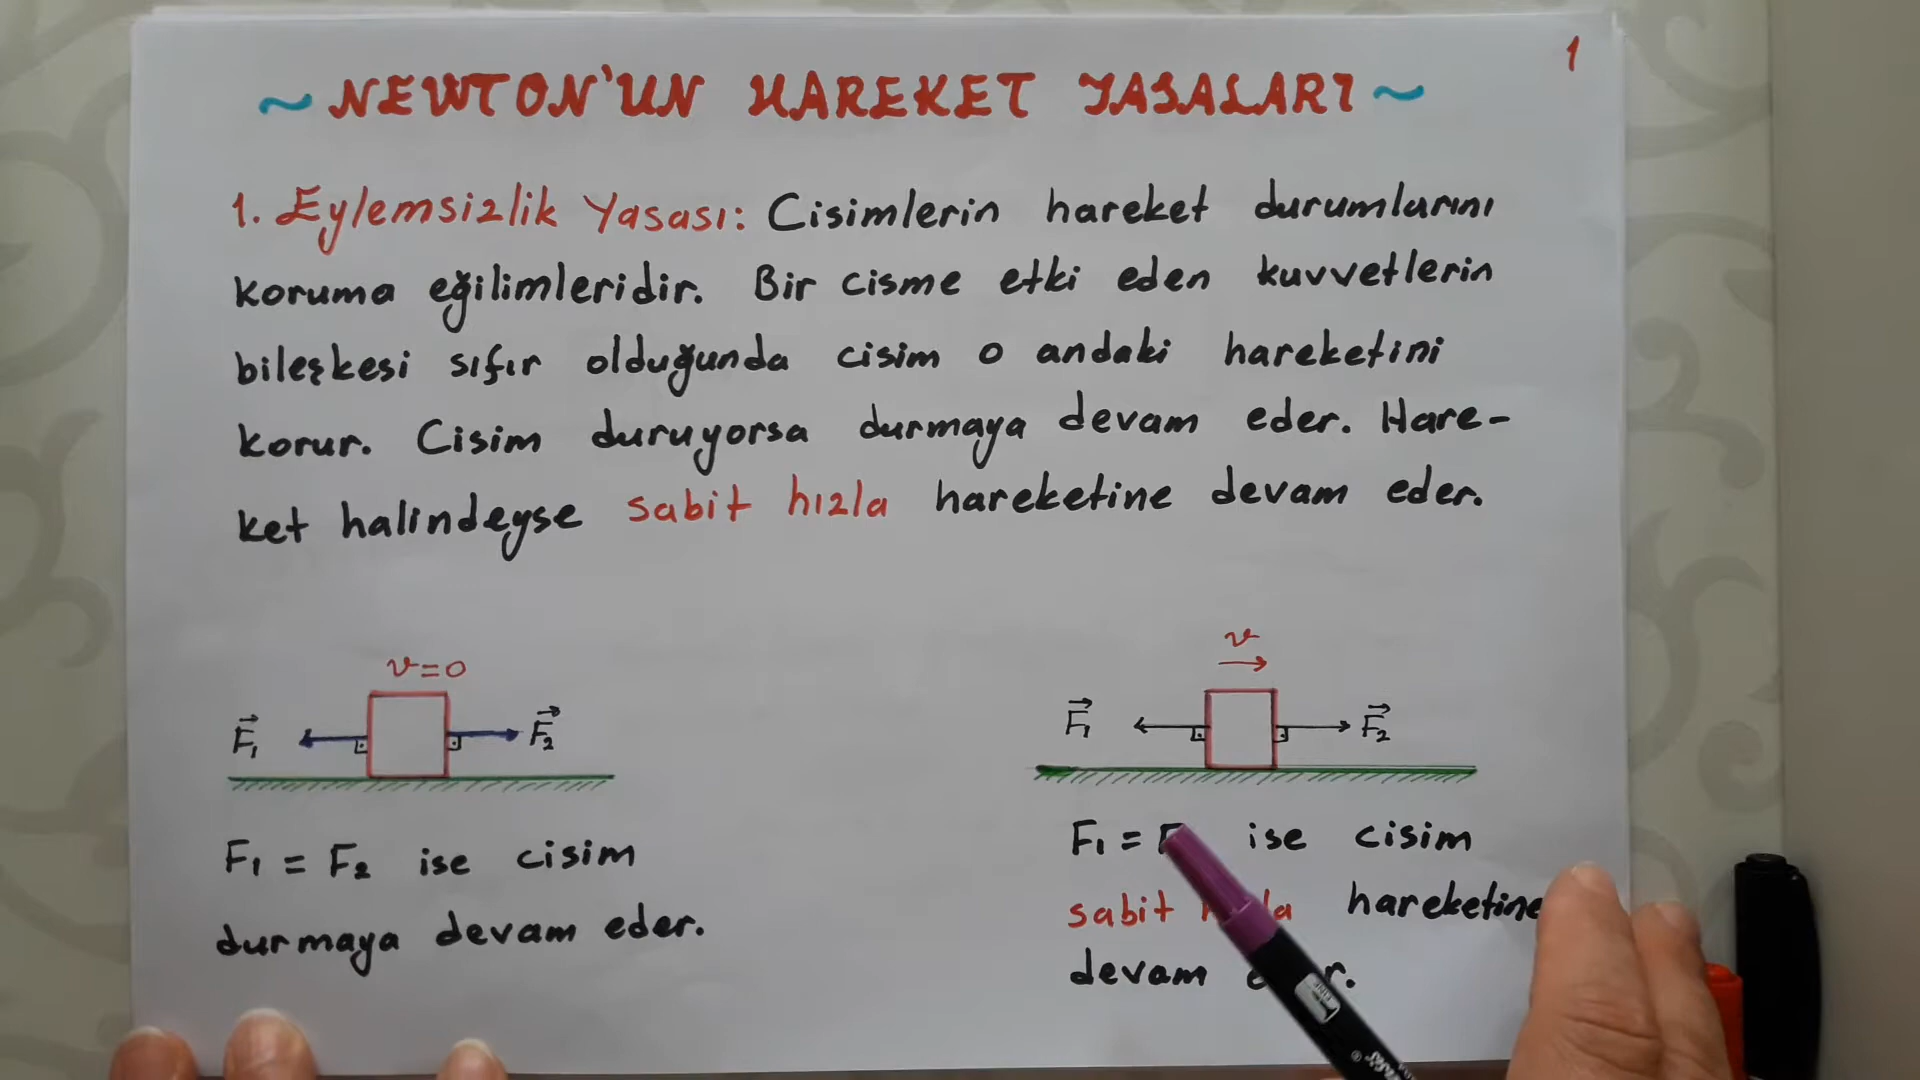 1
~ NEWTON'UN HAREKET YASALARI ~
1. Eylemsizlik Yasası: Cisimlerin hareket durumlarını
koruma eğilimleridir. Bir cisme etki eden kuvvetlerin
bileşkesi sıfır olduğunda cisim o andaki hareketini
korur. Cisim duruyorsa durmaya devam eder. Hare-
ket halindeyse sabit hızla hareketine devam eder.
v=0
F₁
F₂
F₁ = F₂ ise cisim
durmaya devam eder.
v
F₁
F₂
F₁ = ise cisim
sabit hareketine
devam